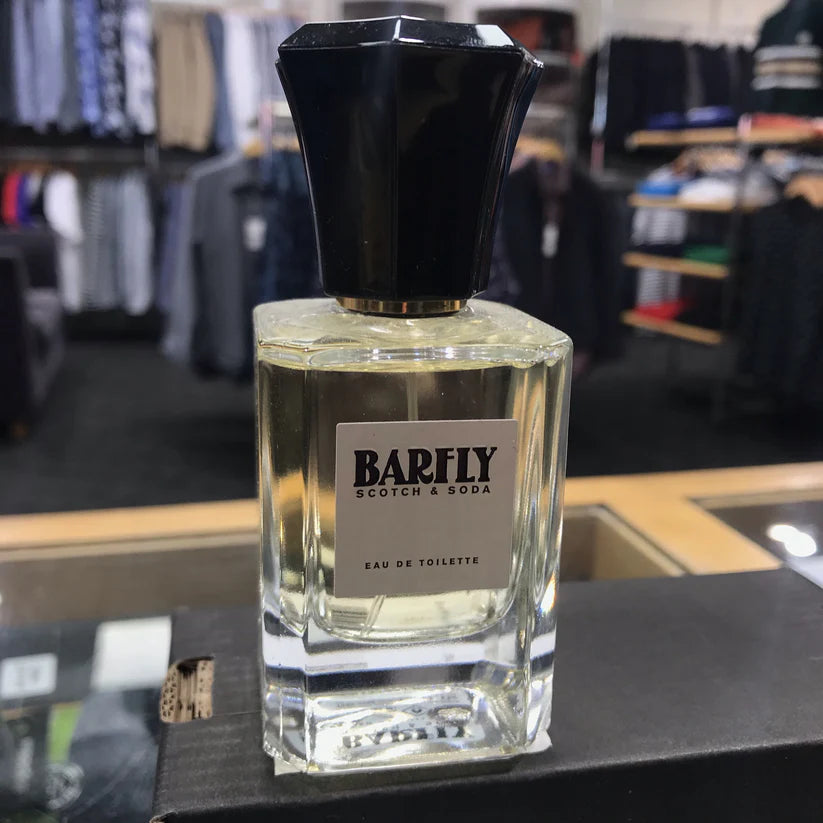 BARFLY
SCOTCH & SODA
EAU DE TOILETTE